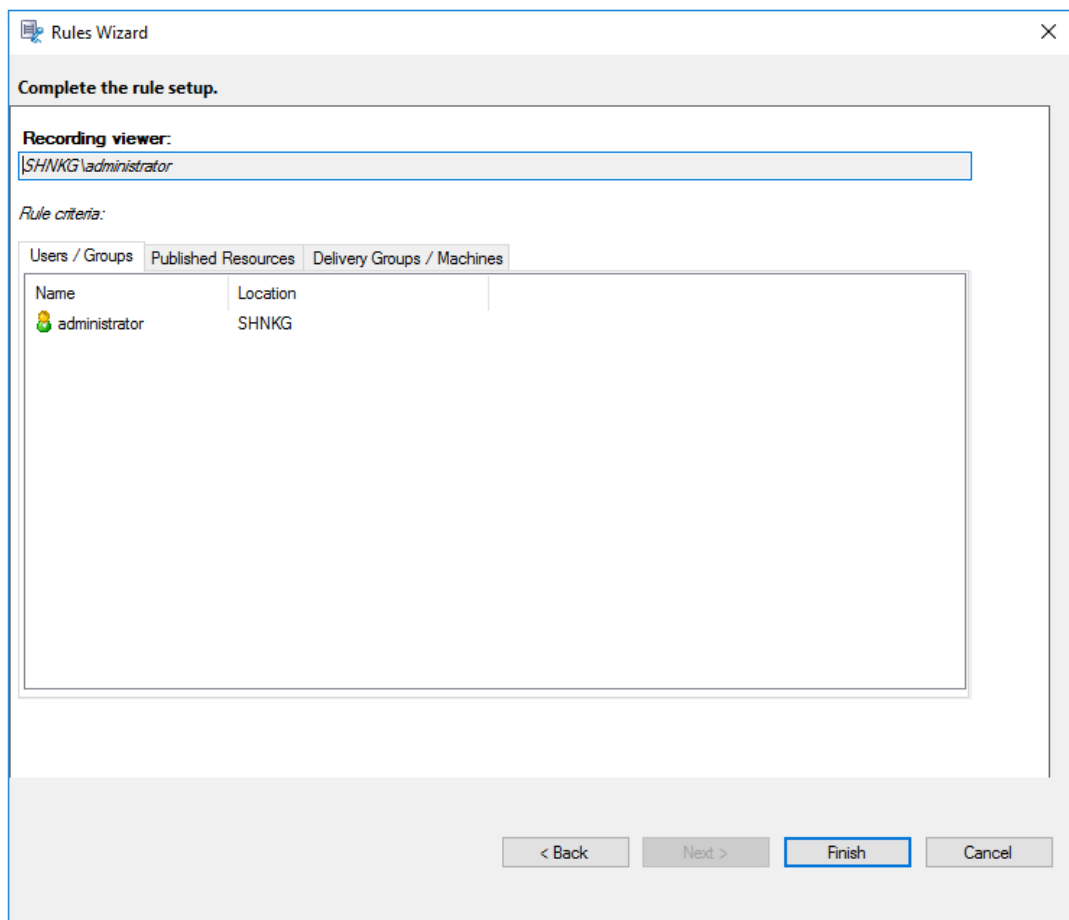 Rules Wizard
Complete the rule setup.
Recording viewer:
SHNKG\administrator
Rule criteria:
Users / Groups Published Resources Delivery Groups / Machines
Name Location
administrator SHNKG
< Back Next > Finish Cancel